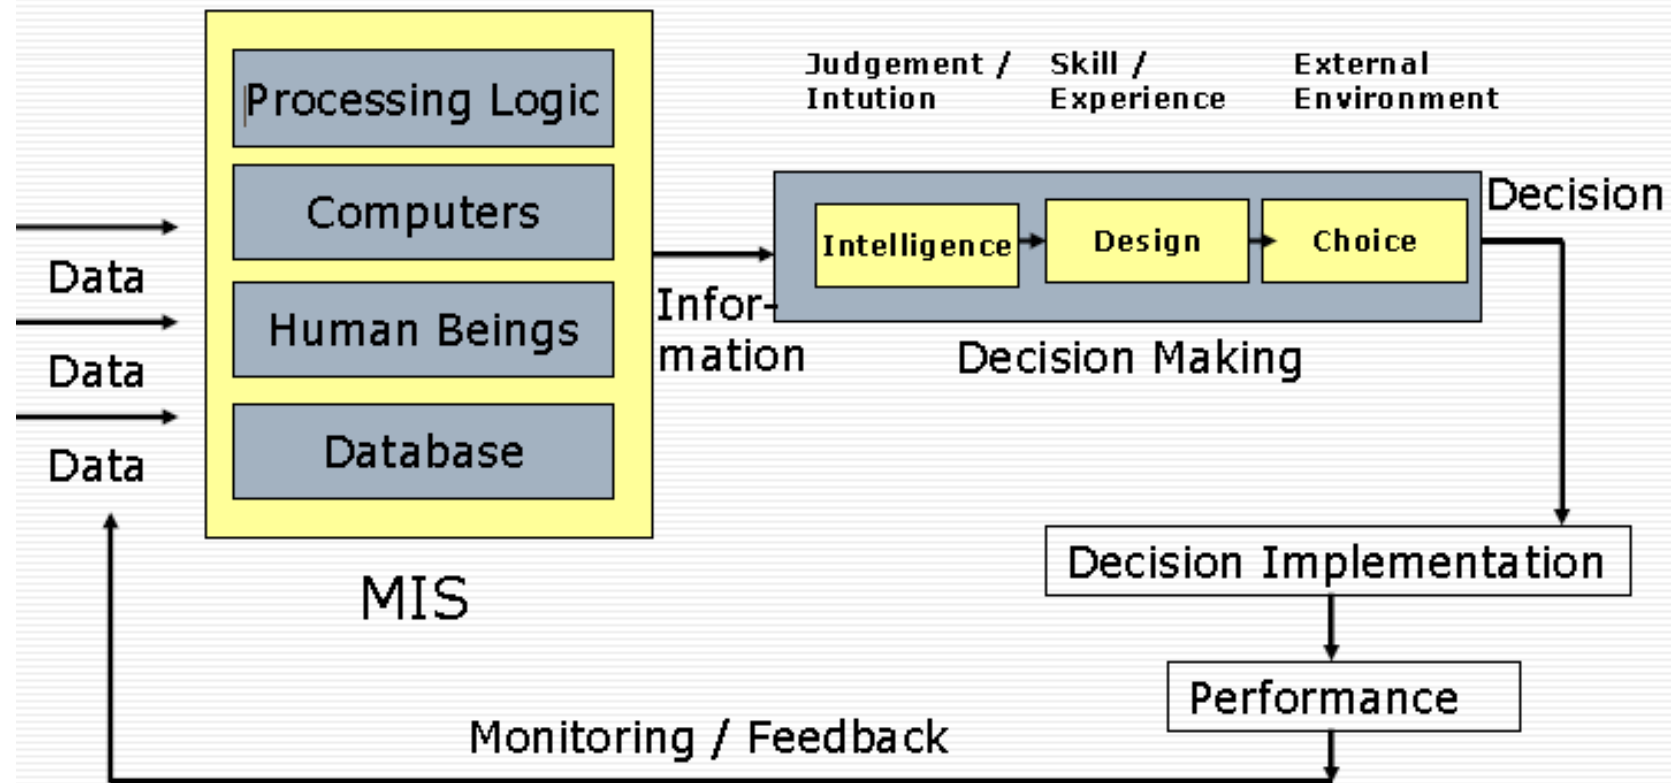 Processing Logic
Computers
Human Beings
Database
MIS
Data
Data
Data
Infor-
mation
Judgement /
Intution
Skill /
Experience
External
Environment
Intelligence
Design
Choice
Decision Making
Decision
Decision Implementation
Performance
Monitoring / Feedback